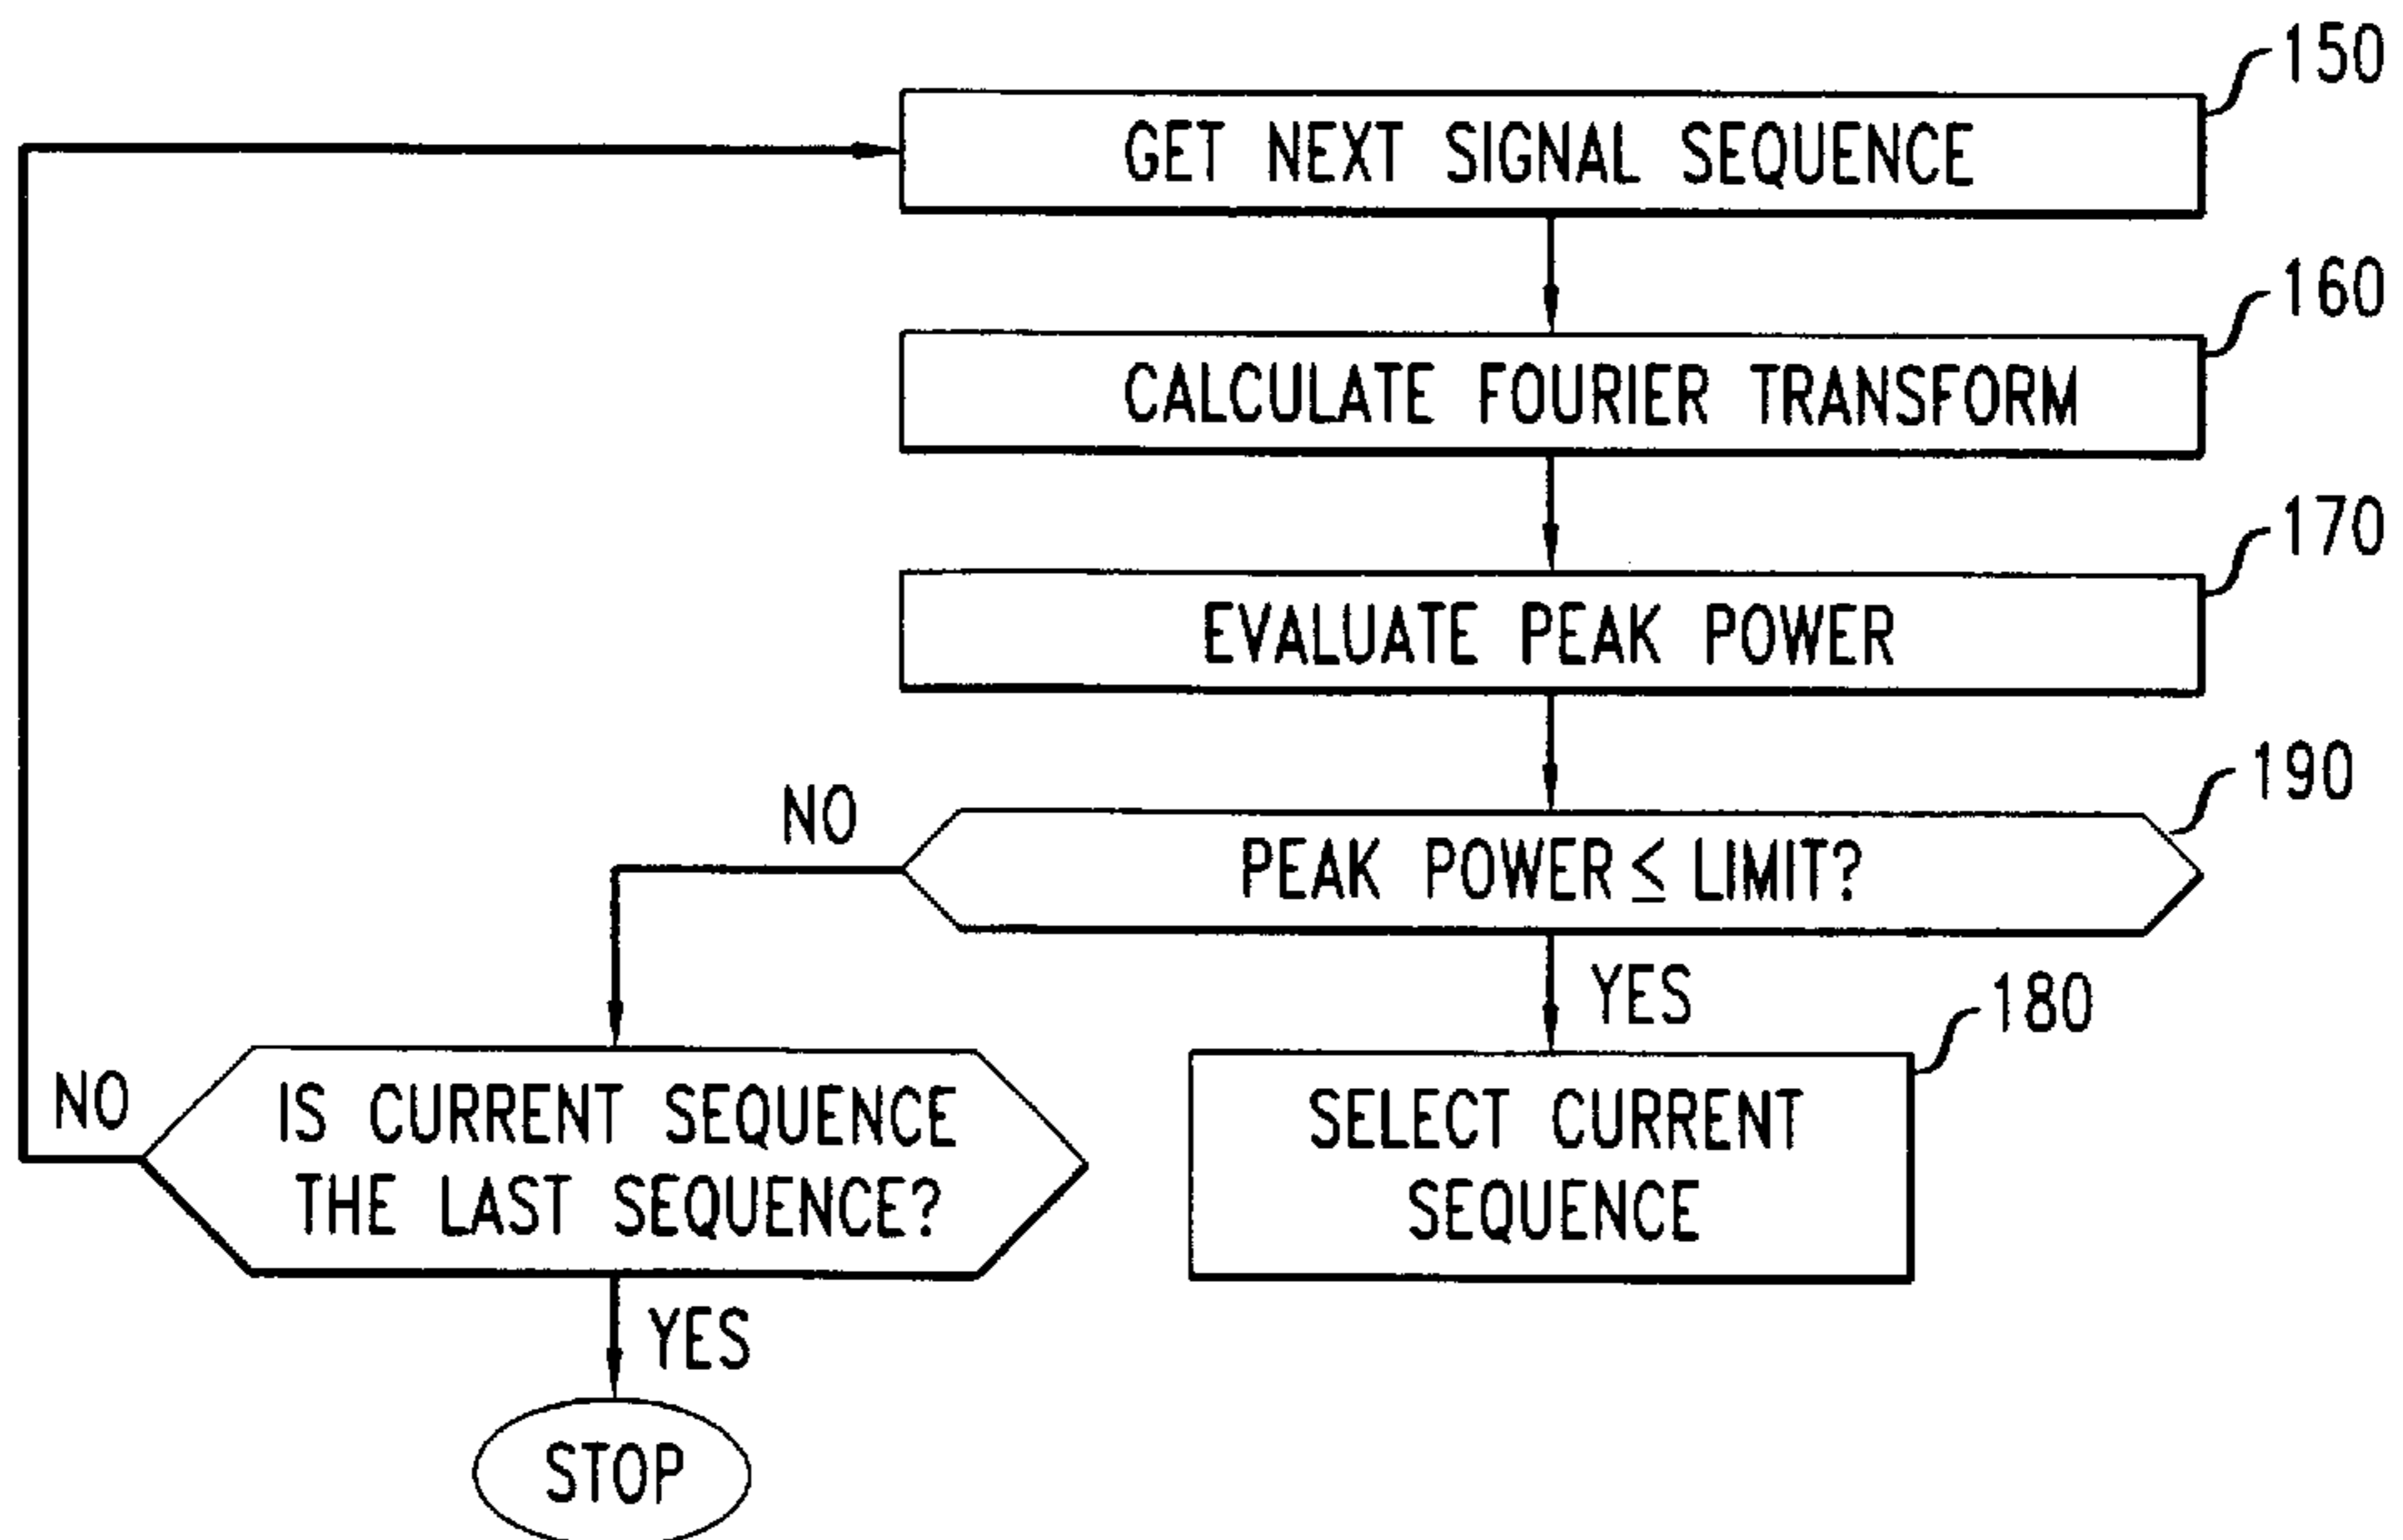 150
GET NEXT SIGNAL SEQUENCE
160
CALCULATE FOURIER TRANSFORM
170
EVALUATE PEAK POWER
190
NO
PEAK POWER ≤ LIMIT?
YES
180
NO
IS CURRENT SEQUENCE
THE LAST SEQUENCE?
SELECT CURRENT
SEQUENCE
YES
STOP